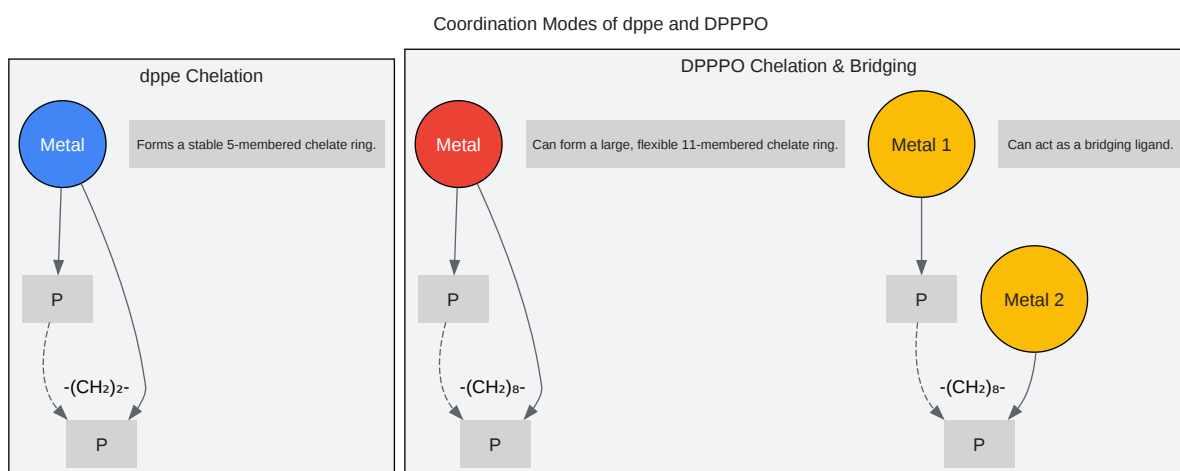 Coordination Modes of dppe and DPPPO
dppe Chelation
Metal
Forms a stable 5-membered chelate ring.
P
-(CH₂)₂-
P
DPPPO Chelation & Bridging
Metal
Can form a large, flexible 11-membered chelate ring.
P
-(CH₂)₈-
P
Metal 1
Can act as a bridging ligand.
P
Metal 2
-(CH₂)₈-
P